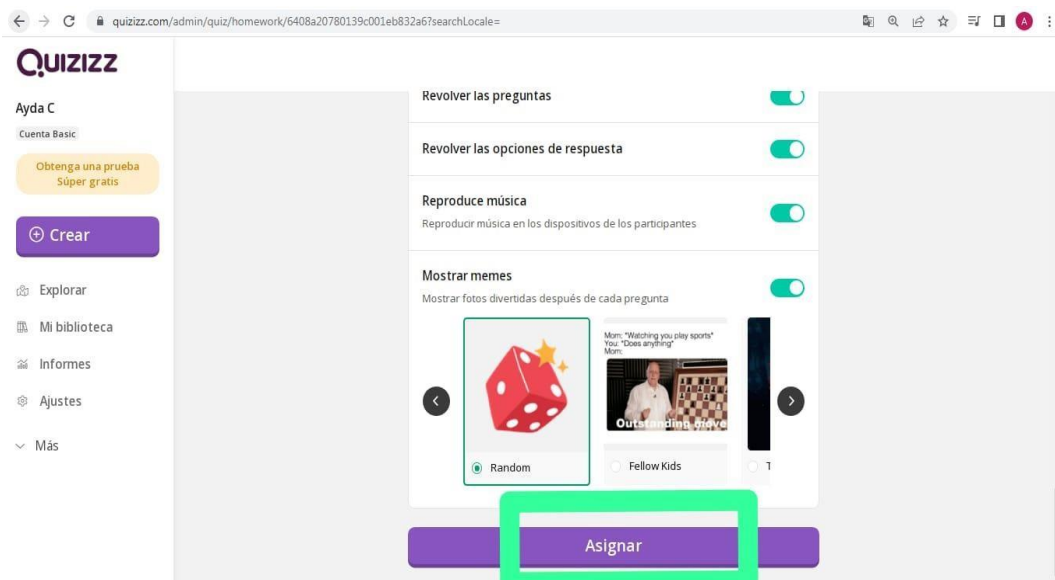 quizizz.com/admin/quiz/homework/6408a20780139c001eb832a6?searchLocale=
A
QUIZIZZ
Ayda C
Cuenta Basic
Obtenga una prueba
Súper gratis
Crear
Explorar
Mi biblioteca
Informes
Ajustes
Más
Revolver las preguntas
Revolver las opciones de respuesta
Reproduce música
Reproducir música en los dispositivos de los participantes
Mostrar memes
Mostrar fotos divertidas después de cada pregunta
Mom: "Watching you play sports"
You: "Does anything"
Mom:
Outstanding move
Random
Fellow Kids
T
Asignar